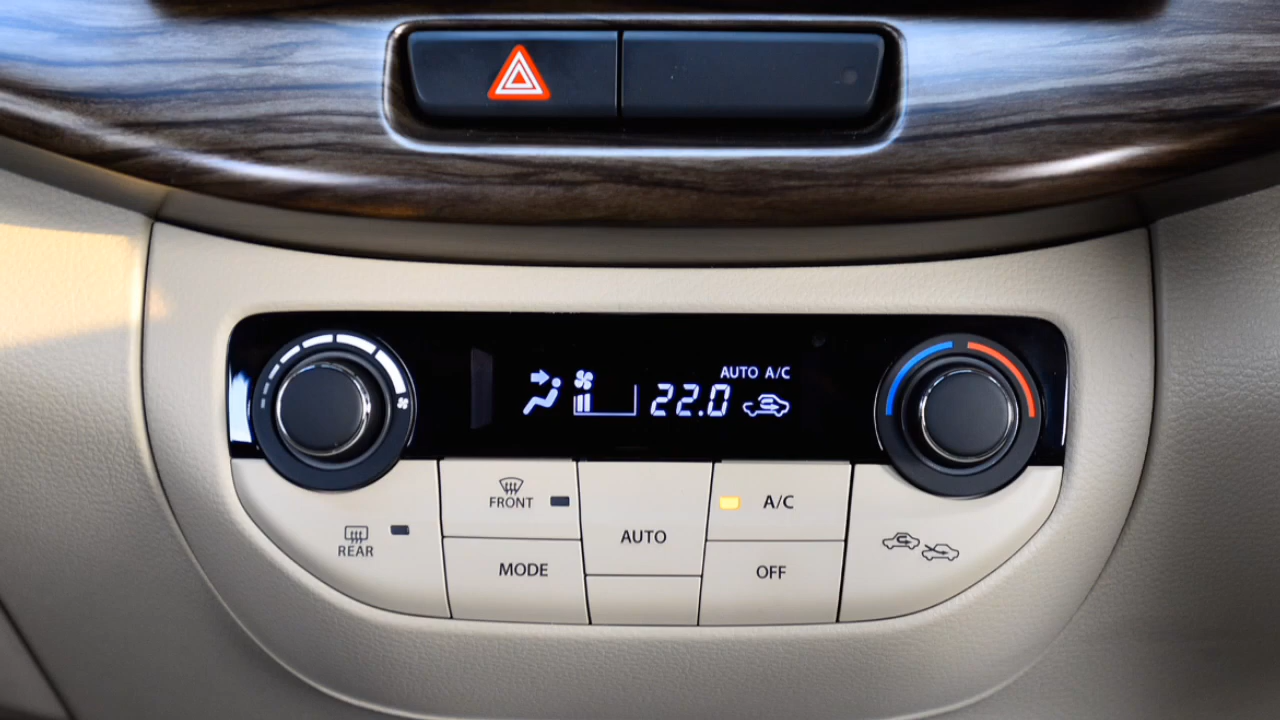 AUTO A/C
22.0
FRONT
A/C
AUTO
REAR
MODE
OFF